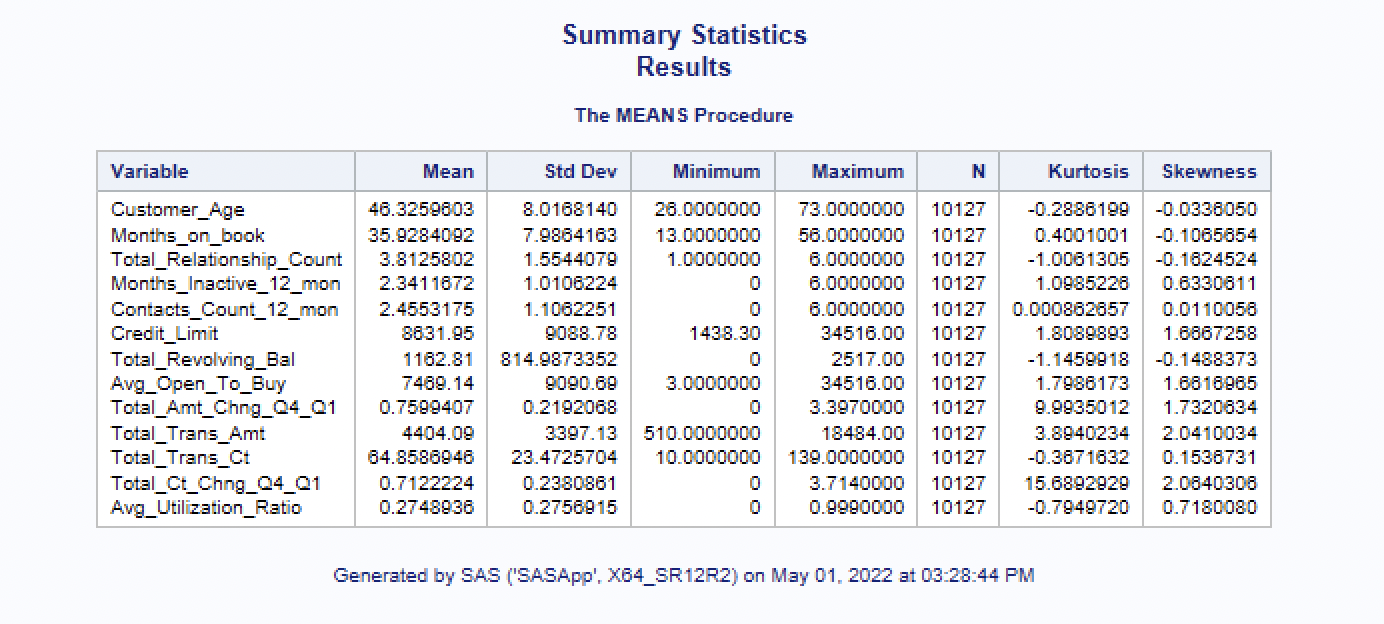 Summary Statistics
Results
The MEANS Procedure
Variable Mean Std Dev Minimum Maximum N Kurtosis Skewness
Customer_Age 46.3259603 8.0168140 26.0000000 73.0000000 10127 -0.2886199 -0.0336050
Months_on_book 35.9284092 7.9864163 13.0000000 56.0000000 10127 0.4001001 -0.1065654
Total_Relationship_Count 3.8125802 1.5544079 1.0000000 6.0000000 10127 -1.0061305 -0.1624524
Months_Inactive_12_mon 2.3411672 1.0106224 0 6.0000000 10127 1.0985226 0.6330611
Contacts_Count_12_mon 2.4553175 1.1062251 0 6.0000000 10127 0.000862657 0.0110056
Credit_Limit 8631.95 9088.78 1438.30 34516.00 10127 1.8089893 1.6667258
Total_Revolving_Bal 1162.81 814.9873352 0 2517.00 10127 -1.1459918 -0.1488373
Avg_Open_To_Buy 7469.14 9090.69 3.0000000 34516.00 10127 1.7986173 1.6616965
Total_Amt_Chng_Q4_Q1 0.7599407 0.2192068 0 3.3970000 10127 9.9935012 1.7320634
Total_Trans_Amt 4404.09 3397.13 510.0000000 18484.00 10127 3.8940234 2.0410034
Total_Trans_Ct 64.8586946 23.4725704 10.0000000 139.0000000 10127 -0.3671632 0.1536731
Total_Ct_Chng_Q4_Q1 0.7122224 0.2380861 0 3.7140000 10127 15.6892929 2.0640306
Avg_Utilization_Ratio 0.2748936 0.2756915 0 0.9990000 10127 -0.7949720 0.7180080
Generated by SAS ('SASApp', X64_SR12R2) on May 01, 2022 at 03:28:44 PM